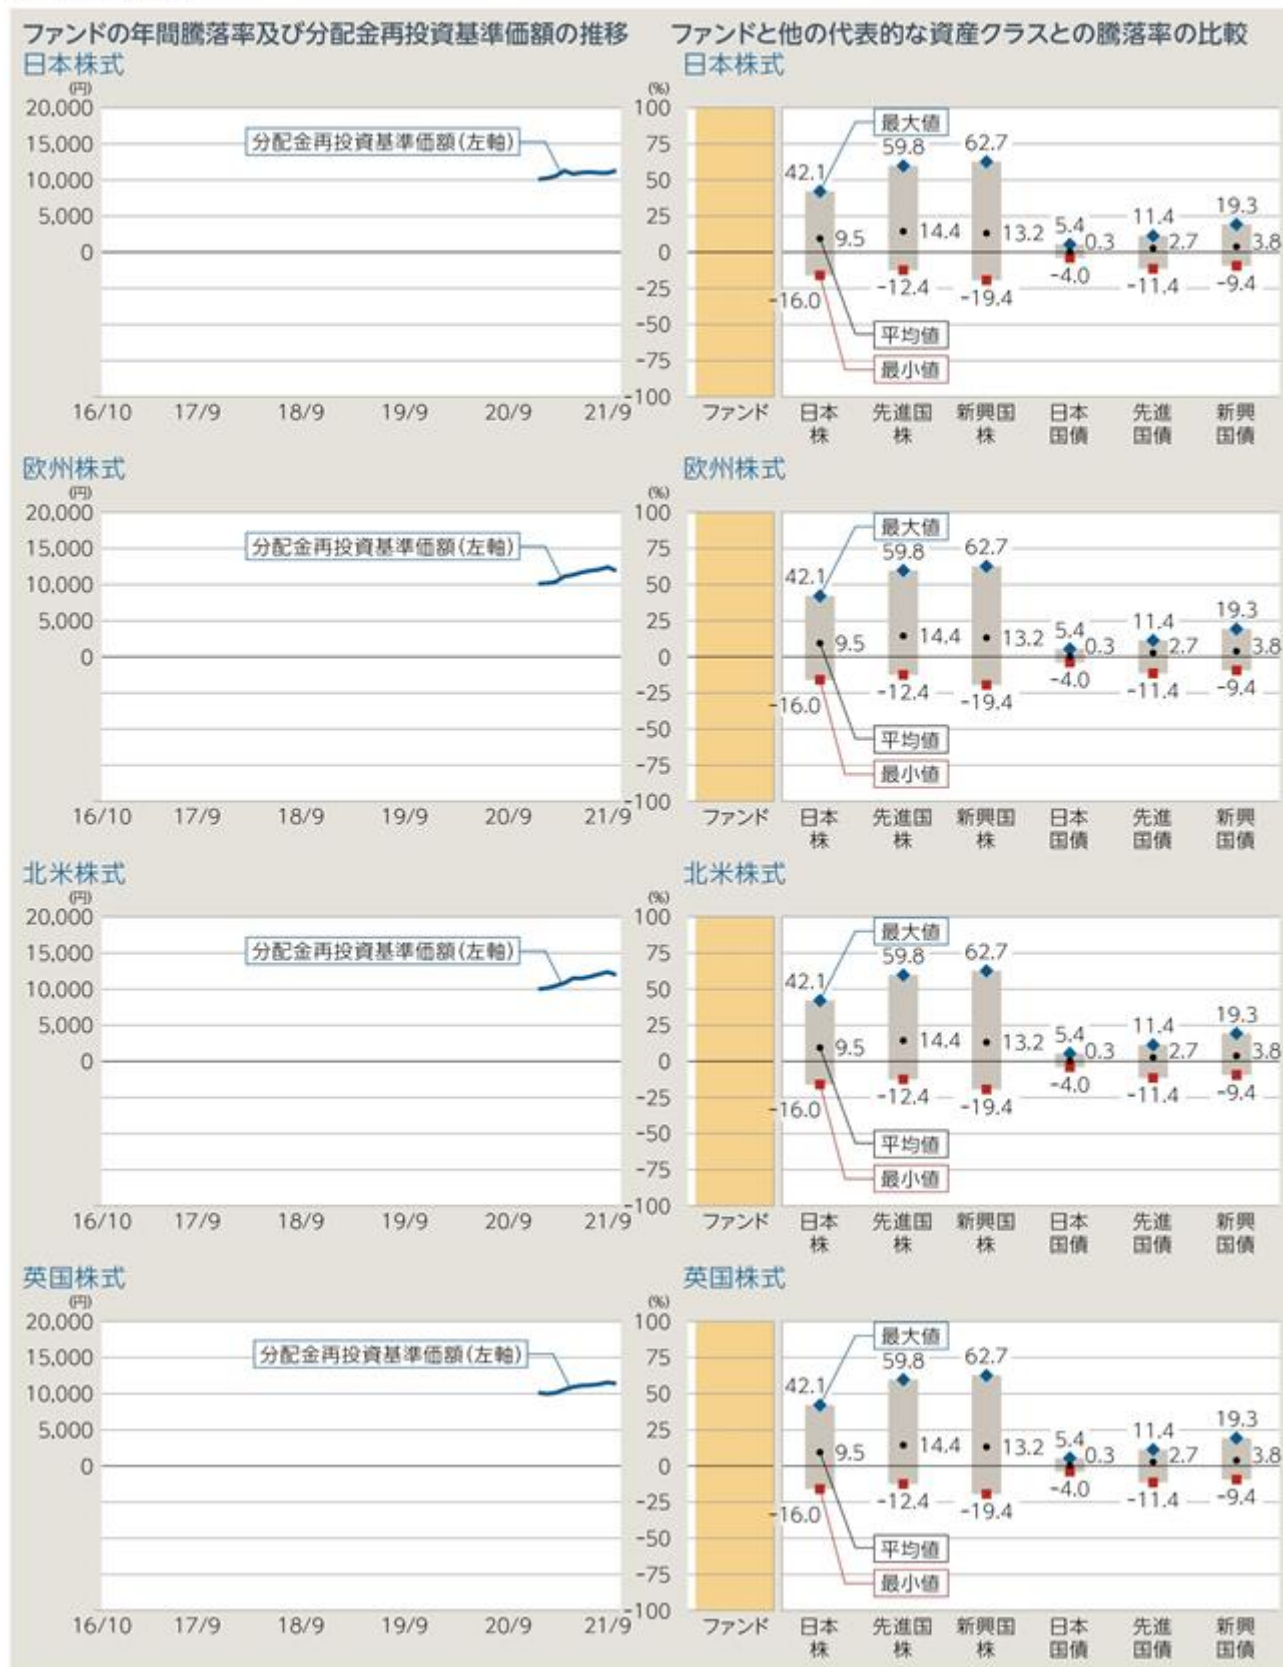 ファンドの年間騰落率及び分配金再投資基準価額の推移
ファンドと他の代表的な資産クラスとの騰落率の比較
日本株式
(円)
20,000
15,000
10,000
5,000
0
分配金再投資基準価額(左軸)
16/10 17/9 18/9 19/9 20/9 21/9
日本株式
(%)
100
75
50
25
0
-25
-50
-75
-100
最大値
42.1 59.8 62.7 5.4 11.4 19.3
9.5 14.4 13.2 0.3 2.7 3.8
-16.0 -12.4 -19.4 -4.0 -11.4 -9.4
平均値
最小値
ファンド 日本 先進国 新興国 日本 先進 新興
株 株 株 国債 国債 国債
欧州株式
(円)
20,000
15,000
10,000
5,000
0
分配金再投資基準価額(左軸)
16/10 17/9 18/9 19/9 20/9 21/9
欧州株式
(%)
100
75
50
25
0
-25
-50
-75
-100
最大値
42.1 59.8 62.7 5.4 11.4 19.3
9.5 14.4 13.2 0.3 2.7 3.8
-16.0 -12.4 -19.4 -4.0 -11.4 -9.4
平均値
最小値
ファンド 日本 先進国 新興国 日本 先進 新興
株 株 株 国債 国債 国債
北米株式
(円)
20,000
15,000
10,000
5,000
0
分配金再投資基準価額(左軸)
16/10 17/9 18/9 19/9 20/9 21/9
北米株式
(%)
100
75
50
25
0
-25
-50
-75
-100
最大値
42.1 59.8 62.7 5.4 11.4 19.3
9.5 14.4 13.2 0.3 2.7 3.8
-16.0 -12.4 -19.4 -4.0 -11.4 -9.4
平均値
最小値
ファンド 日本 先進国 新興国 日本 先進 新興
株 株 株 国債 国債 国債
英国株式
(円)
20,000
15,000
10,000
5,000
0
分配金再投資基準価額(左軸)
16/10 17/9 18/9 19/9 20/9 21/9
英国株式
(%)
100
75
50
25
0
-25
-50
-75
-100
最大値
42.1 59.8 62.7 5.4 11.4 19.3
9.5 14.4 13.2 0.3 2.7 3.8
-16.0 -12.4 -19.4 -4.0 -11.4 -9.4
平均値
最小値
ファンド 日本 先進国 新興国 日本 先進 新興
株 株 株 国債 国債 国債